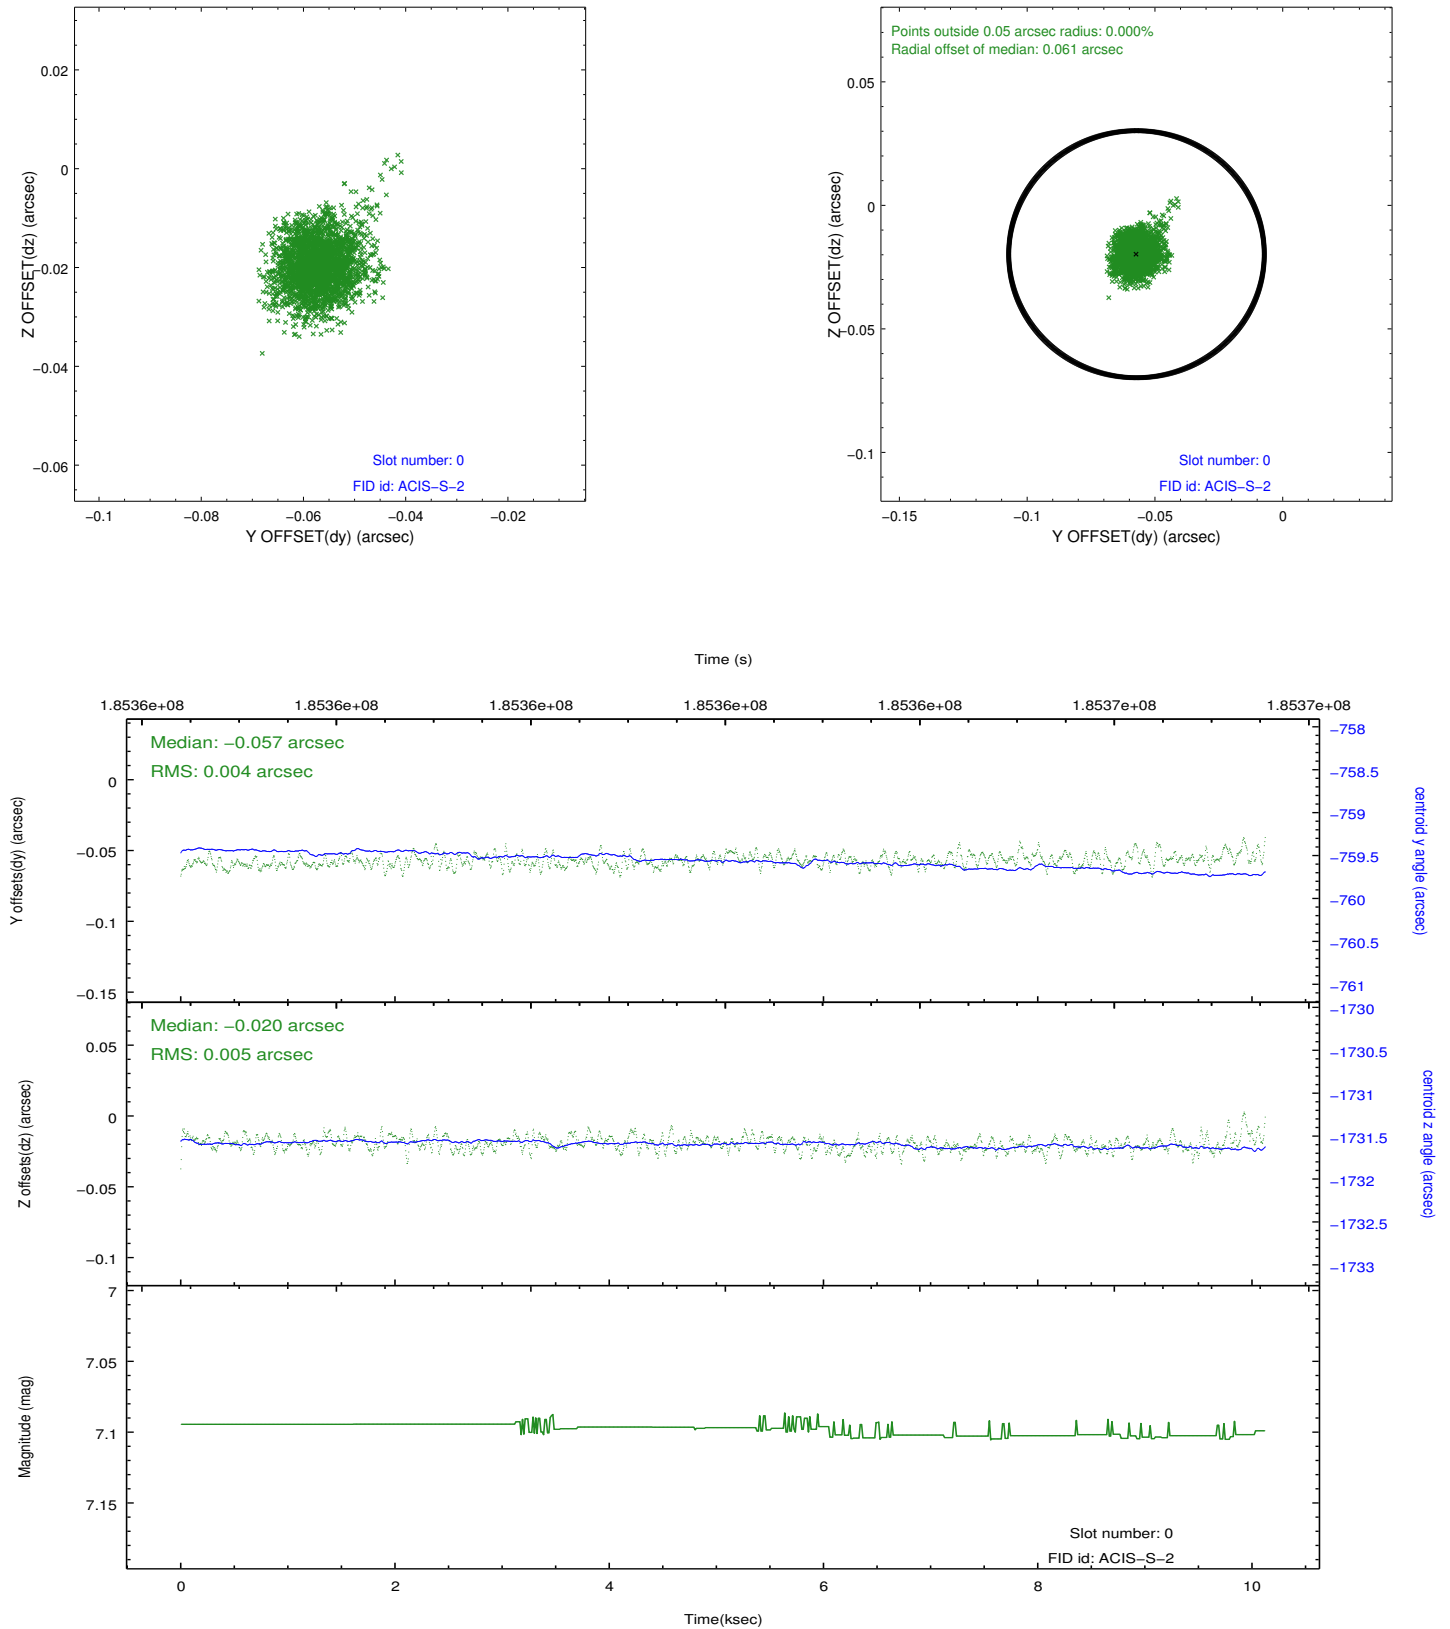 0.02
0
−0.02
−0.04
−0.06
Z OFFSET(dz) (arcsec)
Slot number: 0
FID id: ACIS−S−2
−0.1
−0.08
−0.06
−0.04
−0.02
Y OFFSET(dy) (arcsec)
Points outside 0.05 arcsec radius: 0.000%
Radial offset of median: 0.061 arcsec
0.05
0
−0.05
−0.1
Z OFFSET(dz) (arcsec)
Slot number: 0
FID id: ACIS−S−2
−0.15
−0.1
−0.05
0
Y OFFSET(dy) (arcsec)
Time (s)
1.8536e+08
1.8536e+08
1.8536e+08
1.8536e+08
1.8536e+08
1.8537e+08
1.8537e+08
Median: −0.057 arcsec
RMS: 0.004 arcsec
0
−0.05
−0.1
−0.15
Y offsets(dy) (arcsec)
−758
−758.5
−759
−759.5
−760
−760.5
−761
centroid y angle (arcsec)
Median: −0.020 arcsec
RMS: 0.005 arcsec
0.05
0
−0.05
−0.1
Z offsets(dz) (arcsec)
−1730
−1730.5
−1731
−1731.5
−1732
−1732.5
−1733
centroid z angle (arcsec)
7
7.05
7.1
7.15
Magnitude (mag)
Slot number: 0
FID id: ACIS−S−2
0
2
4
6
8
10
Time(ksec)